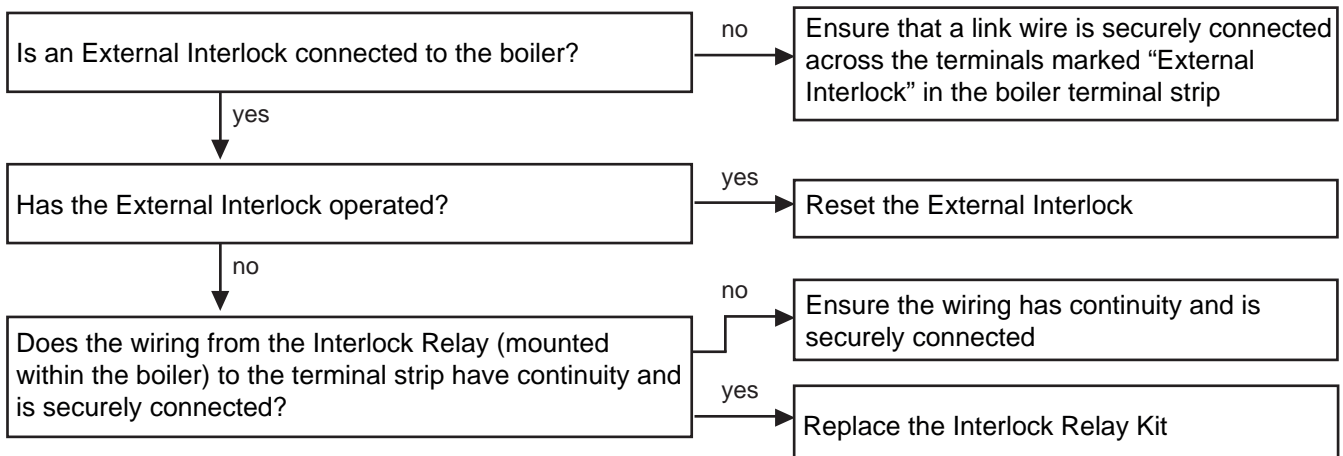 Is an External Interlock connected to the boiler?
no
Ensure that a link wire is securely connected
across the terminals marked “External
Interlock” in the boiler terminal strip
yes
Has the External Interlock operated?
yes
Reset the External Interlock
no
Does the wiring from the Interlock Relay (mounted
within the boiler) to the terminal strip have continuity and
is securely connected?
no
Ensure the wiring has continuity and is
securely connected
yes
Replace the Interlock Relay Kit